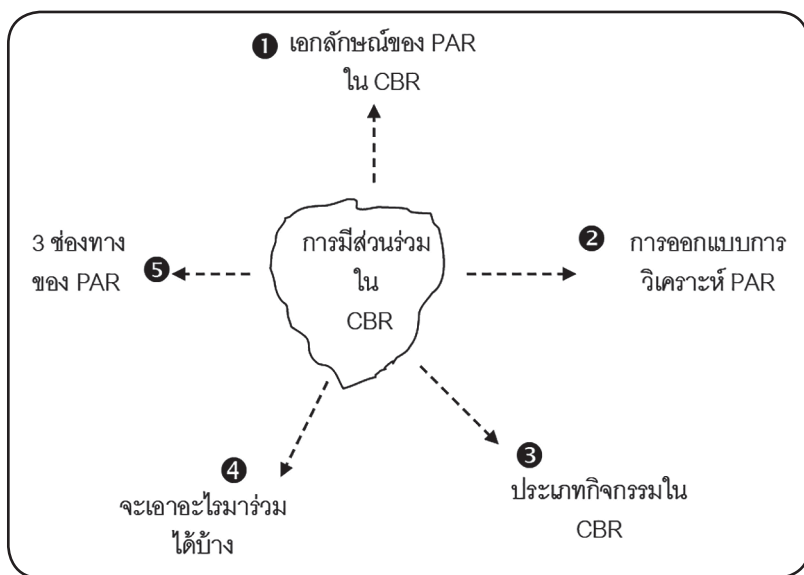 ❶ เอกลักษณ์ของ PAR
ใน CBR
การมีส่วนร่วม
ใน
CBR
❷ การออกแบบการ
วิเคราะห์ PAR
❸
ประเภทกิจกรรมใน
CBR
❹
จะเอาอะไรมาร่วม
ได้บ้าง
3 ช่องทาง
ของ PAR ❺